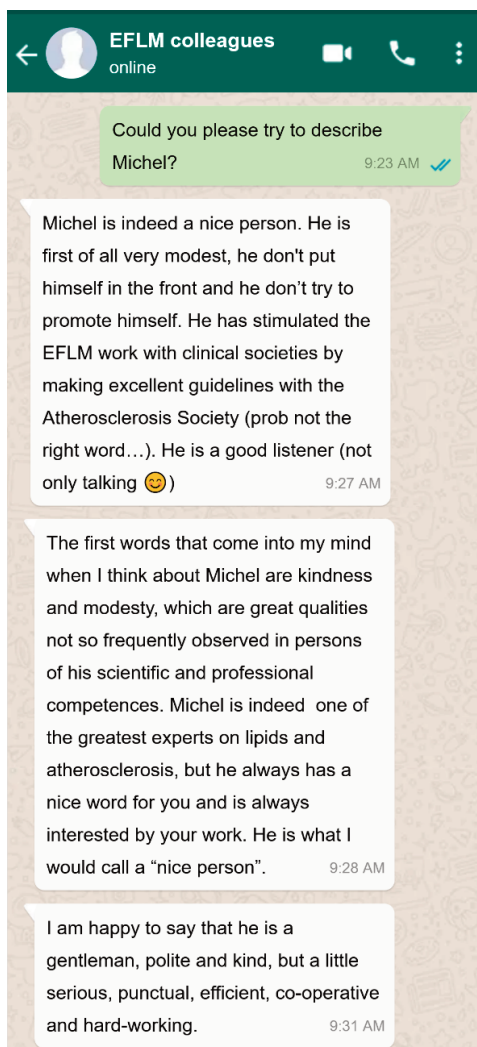 EFLM colleagues
online
Could you please try to describe
Michel?
9:23 AM
Michel is indeed a nice person. He is
first of all very modest, he don't put
himself in the front and he don’t try to
promote himself. He has stimulated the
EFLM work with clinical societies by
making excellent guidelines with the
Atherosclerosis Society (prob not the
right word…). He is a good listener (not
only talking 😊)
9:27 AM
The first words that come into my mind
when I think about Michel are kindness
and modesty, which are great qualities
not so frequently observed in persons
of his scientific and professional
competences. Michel is indeed  one of
the greatest experts on lipids and
atherosclerosis, but he always has a
nice word for you and is always
interested by your work. He is what I
would call a “nice person”.
9:28 AM
I am happy to say that he is a
gentleman, polite and kind, but a little
serious, punctual, efficient, co-operative
and hard-working.
9:31 AM